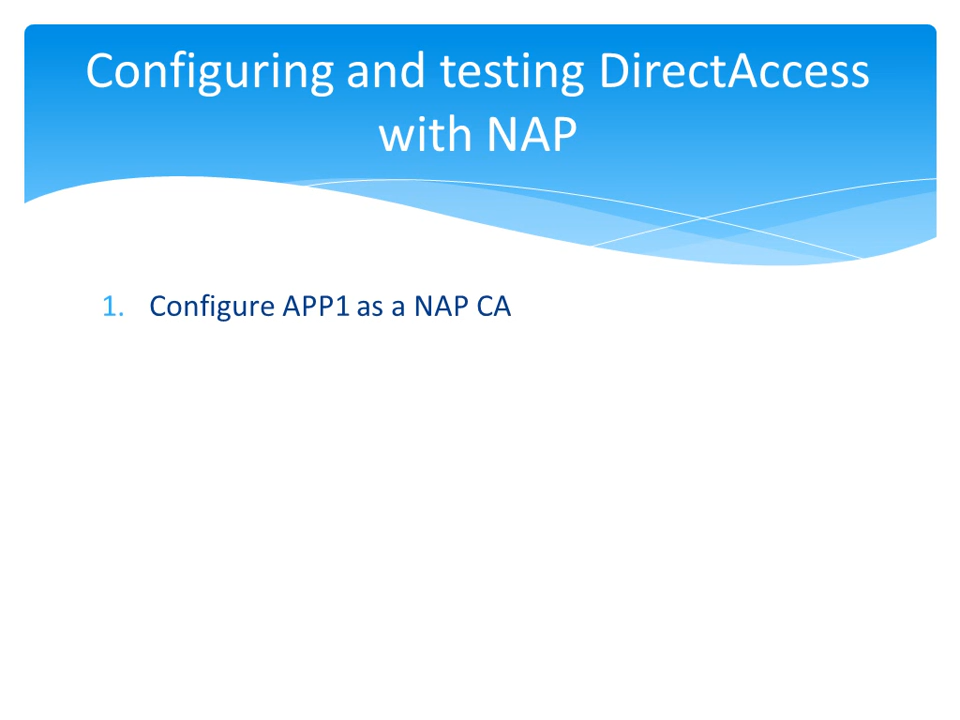 Configuring and testing DirectAccess
with NAP
1. Configure APP1 as a NAP CA